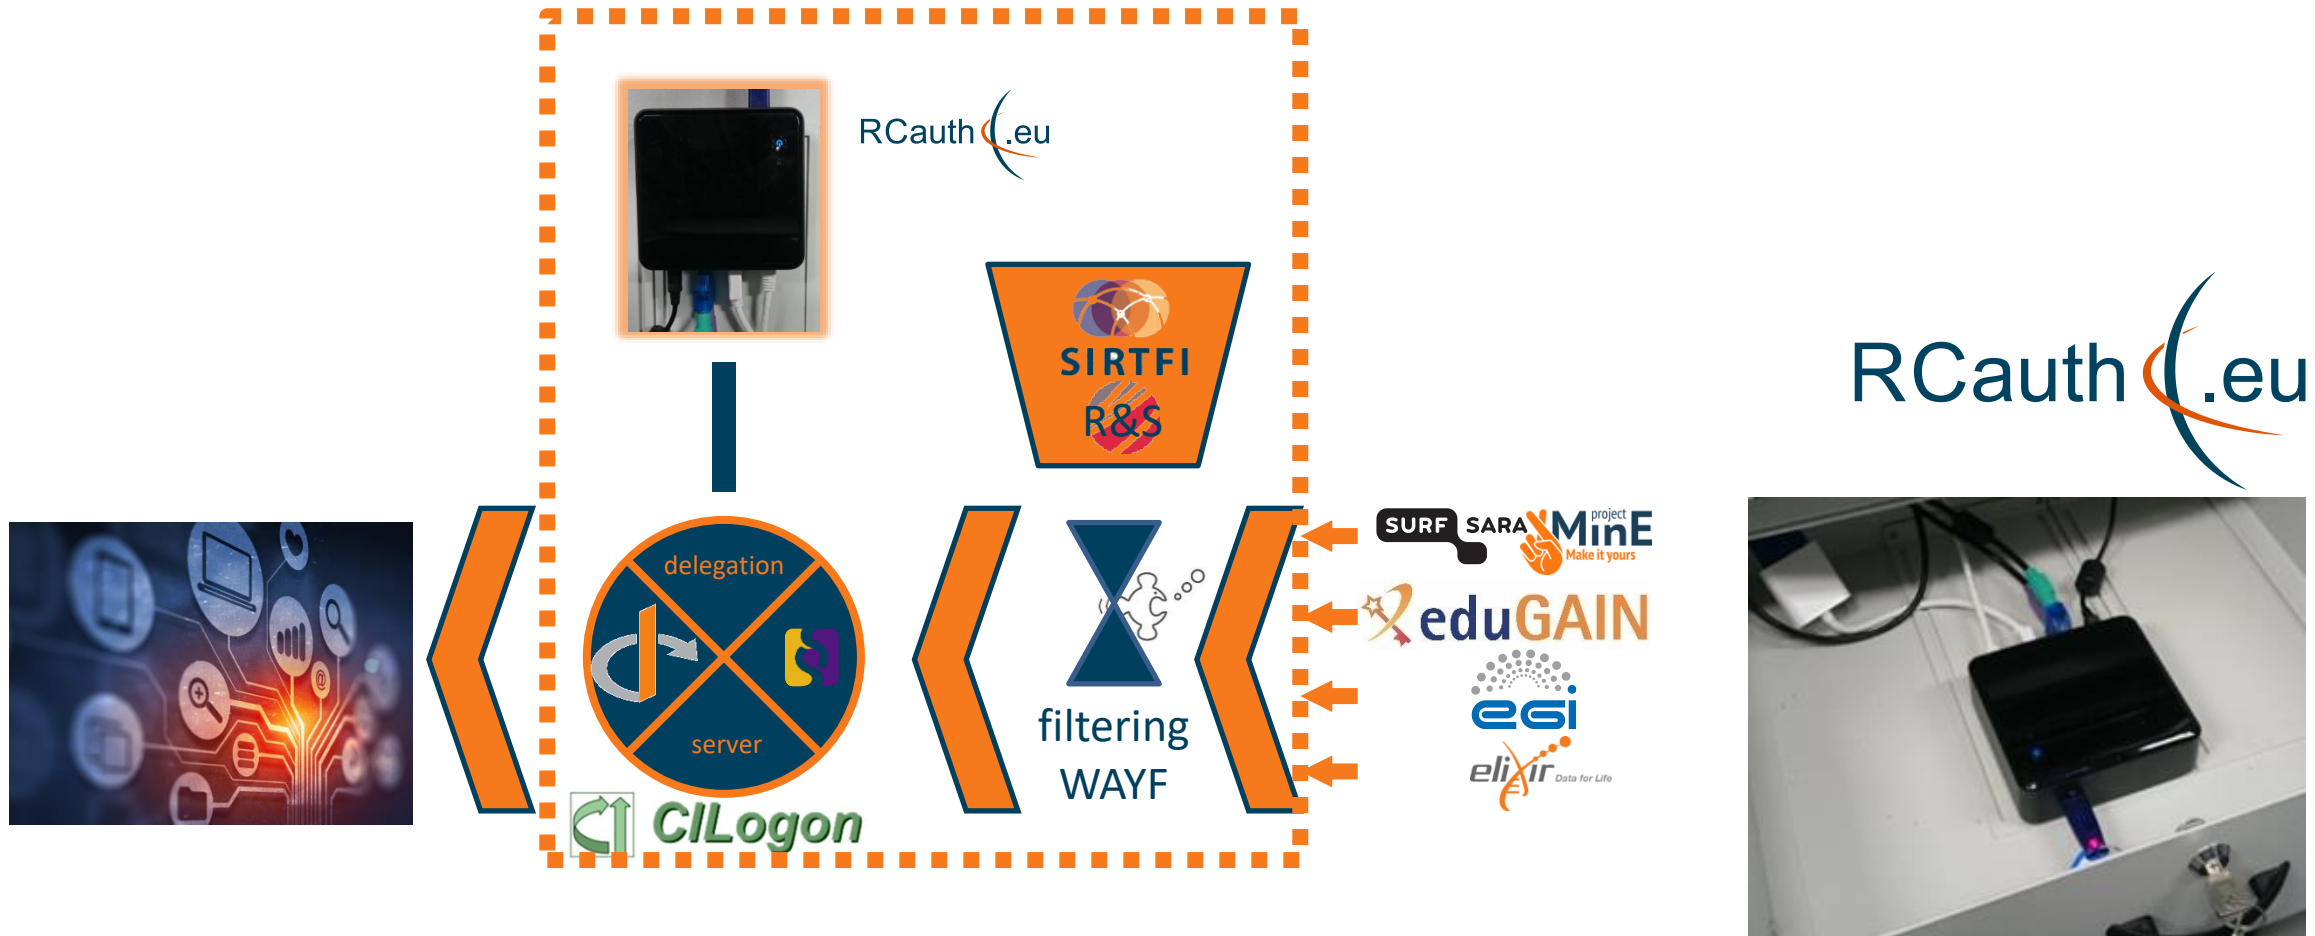 RCauth .eu
SIRTFI
R&S
RCauth .eu
delegation
server
CILogon
filtering
WAYF
SURF SARA
project
MinE
Make it yours
eduGAIN
egi
elixir Data for Life
@